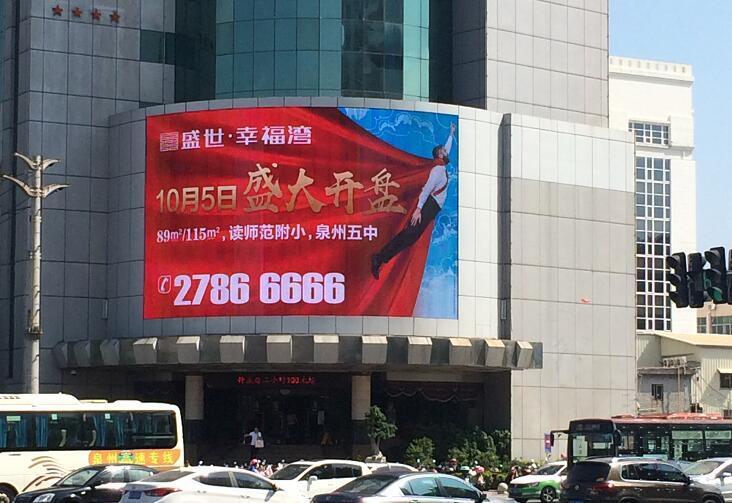 盛世·幸福湾
10月5日 盛大开盘
89m²/115m²,读师范附小,泉州五中
2786 6666